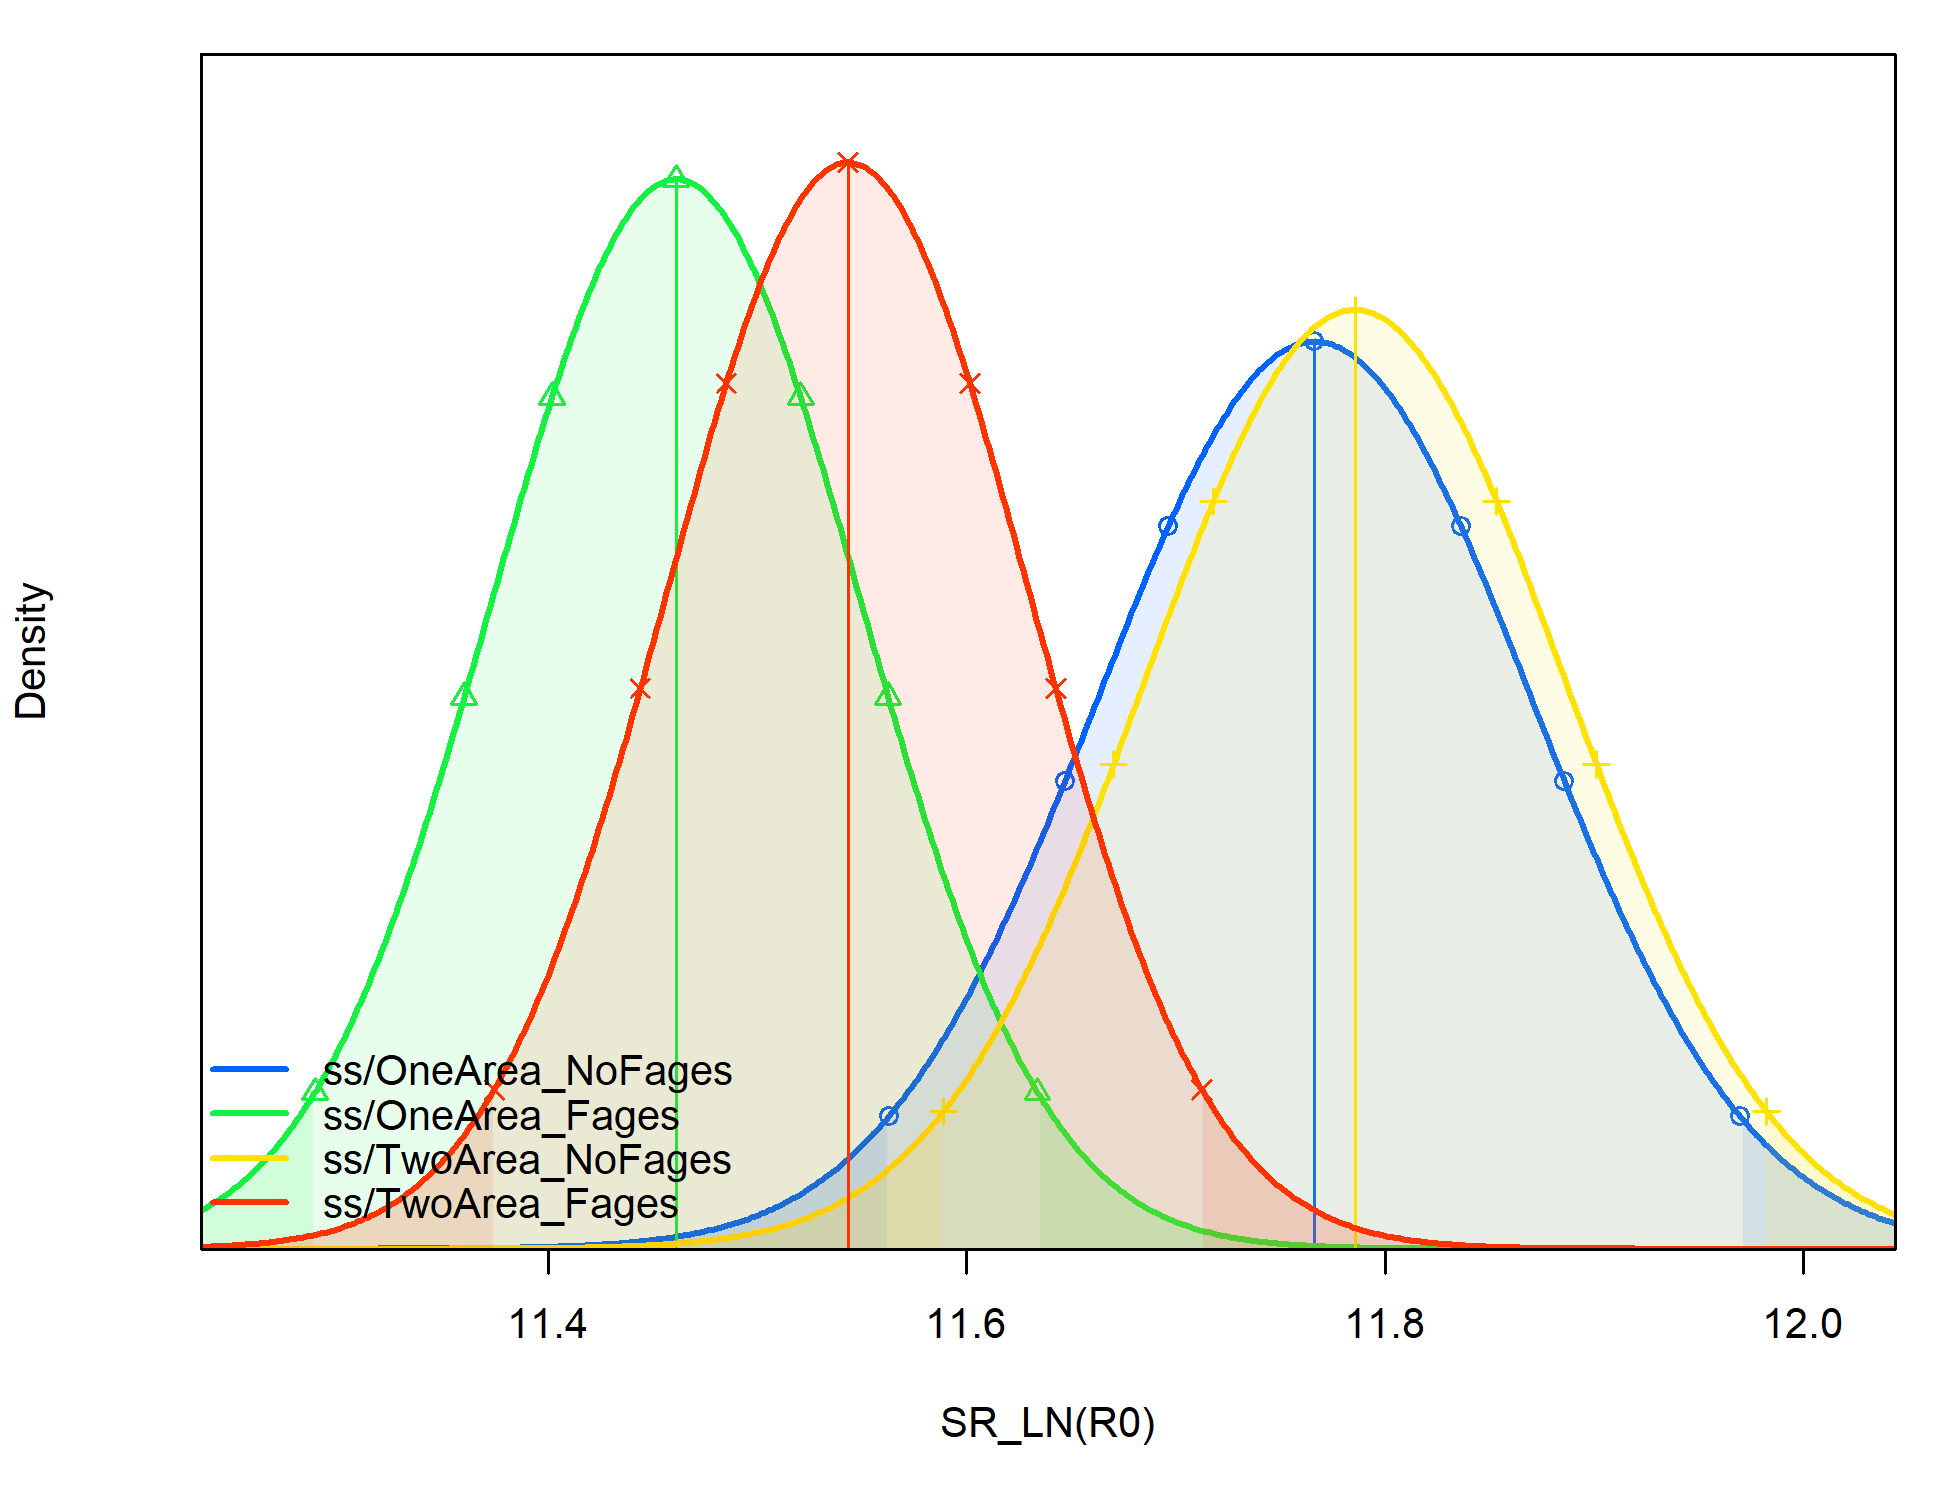 Density
ss/OneArea_NoFages
ss/OneArea_Fages
ss/TwoArea_NoFages
ss/TwoArea_Fages
11.4 11.6 11.8 12.0
SR_LN(R0)